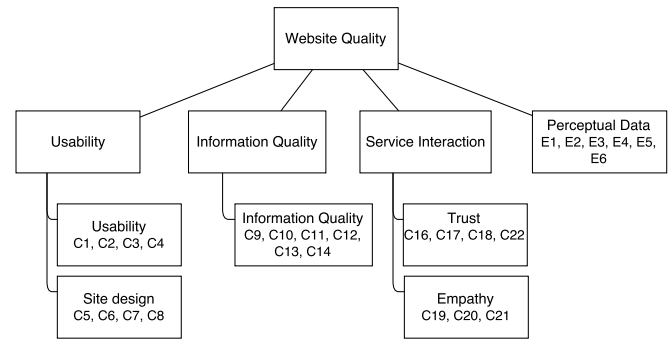 Website Quality
Usability
Information Quality
Service Interaction
Perceptual Data
E1, E2, E3, E4, E5,
E6
Usability
C1, C2, C3, C4
Information Quality
C9, C10, C11, C12,
C13, C14
Trust
C16, C17, C18, C22
Site design
C5, C6, C7, C8
Empathy
C19, C20, C21